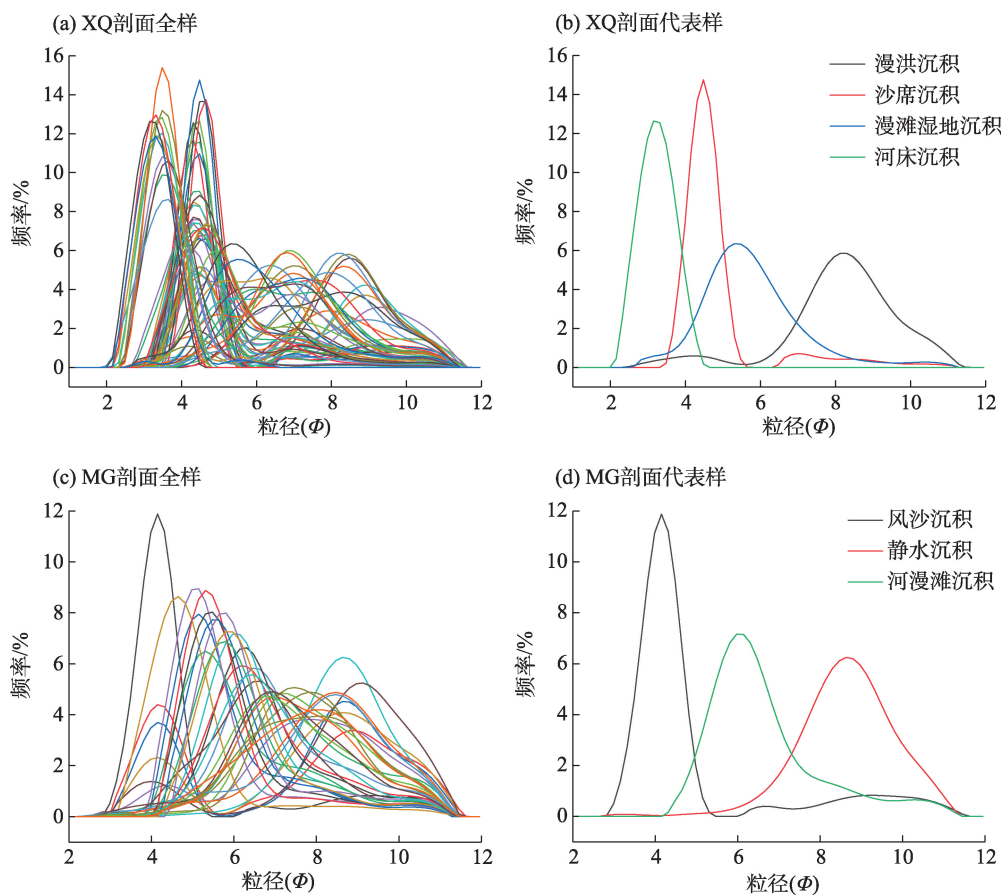 (a) XQ剖面全样
16
14
12
10
8
6
4
2
0
频率/%
2 4 6 8 10 12
粒径(Φ)
(b) XQ剖面代表样
漫洪沉积
沙席沉积
漫滩湿地沉积
河床沉积
16
14
12
10
8
6
4
2
0
频率/%
2 4 6 8 10 12
粒径(Φ)
(c) MG剖面全样
12
10
8
6
4
2
0
频率/%
2 4 6 8 10 12
粒径(Φ)
(d) MG剖面代表样
风沙沉积
静水沉积
河漫滩沉积
12
10
8
6
4
2
0
频率/%
2 4 6 8 10 12
粒径(Φ)